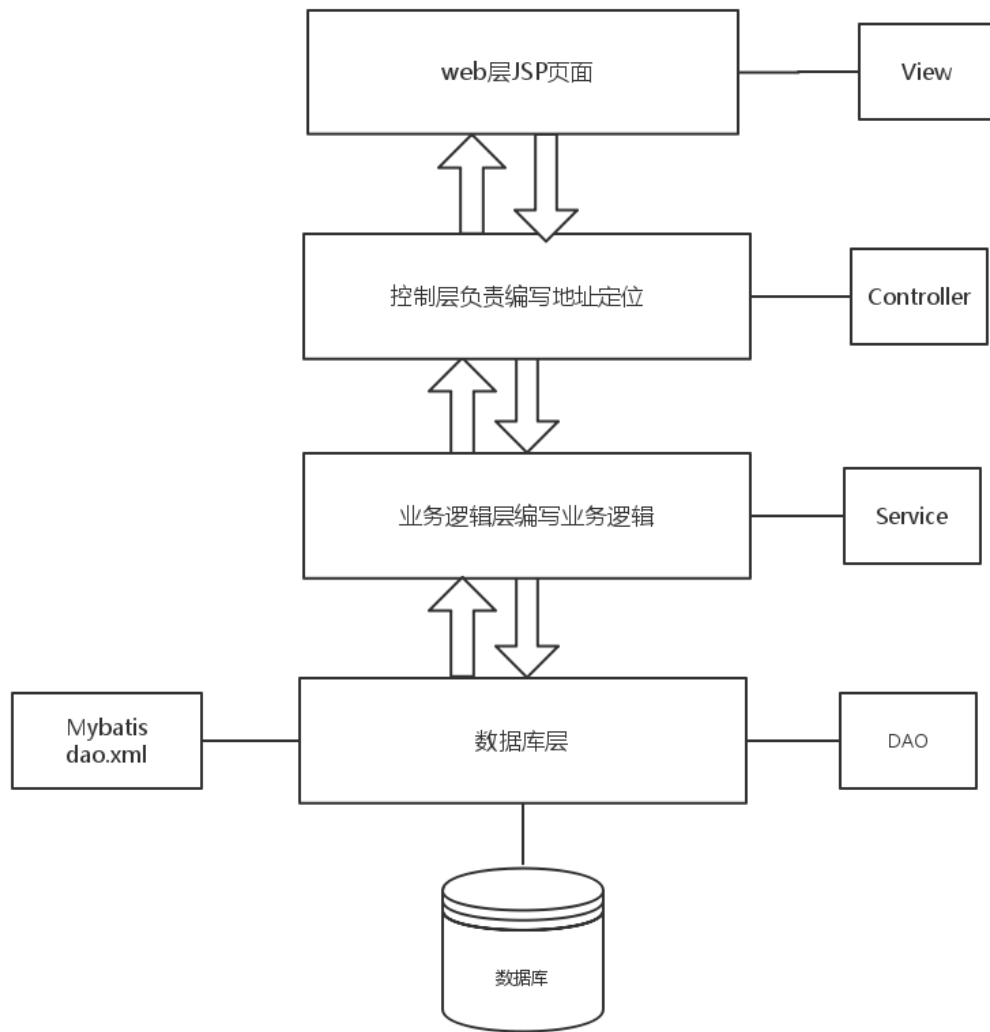 web层JSP页面
View
控制层负责编写地址定位
Controller
业务逻辑层编写业务逻辑
Service
Mybatis
dao.xml
数据库层
DAO
数据库